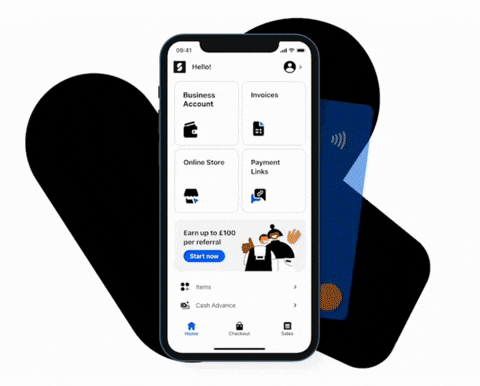 09:41
Hello!
Business
Account
Invoices
Online Store
Payment
Links
Earn up to £100
per referral
Start now
Items
Cash Advance
Home
Checkout
Sales